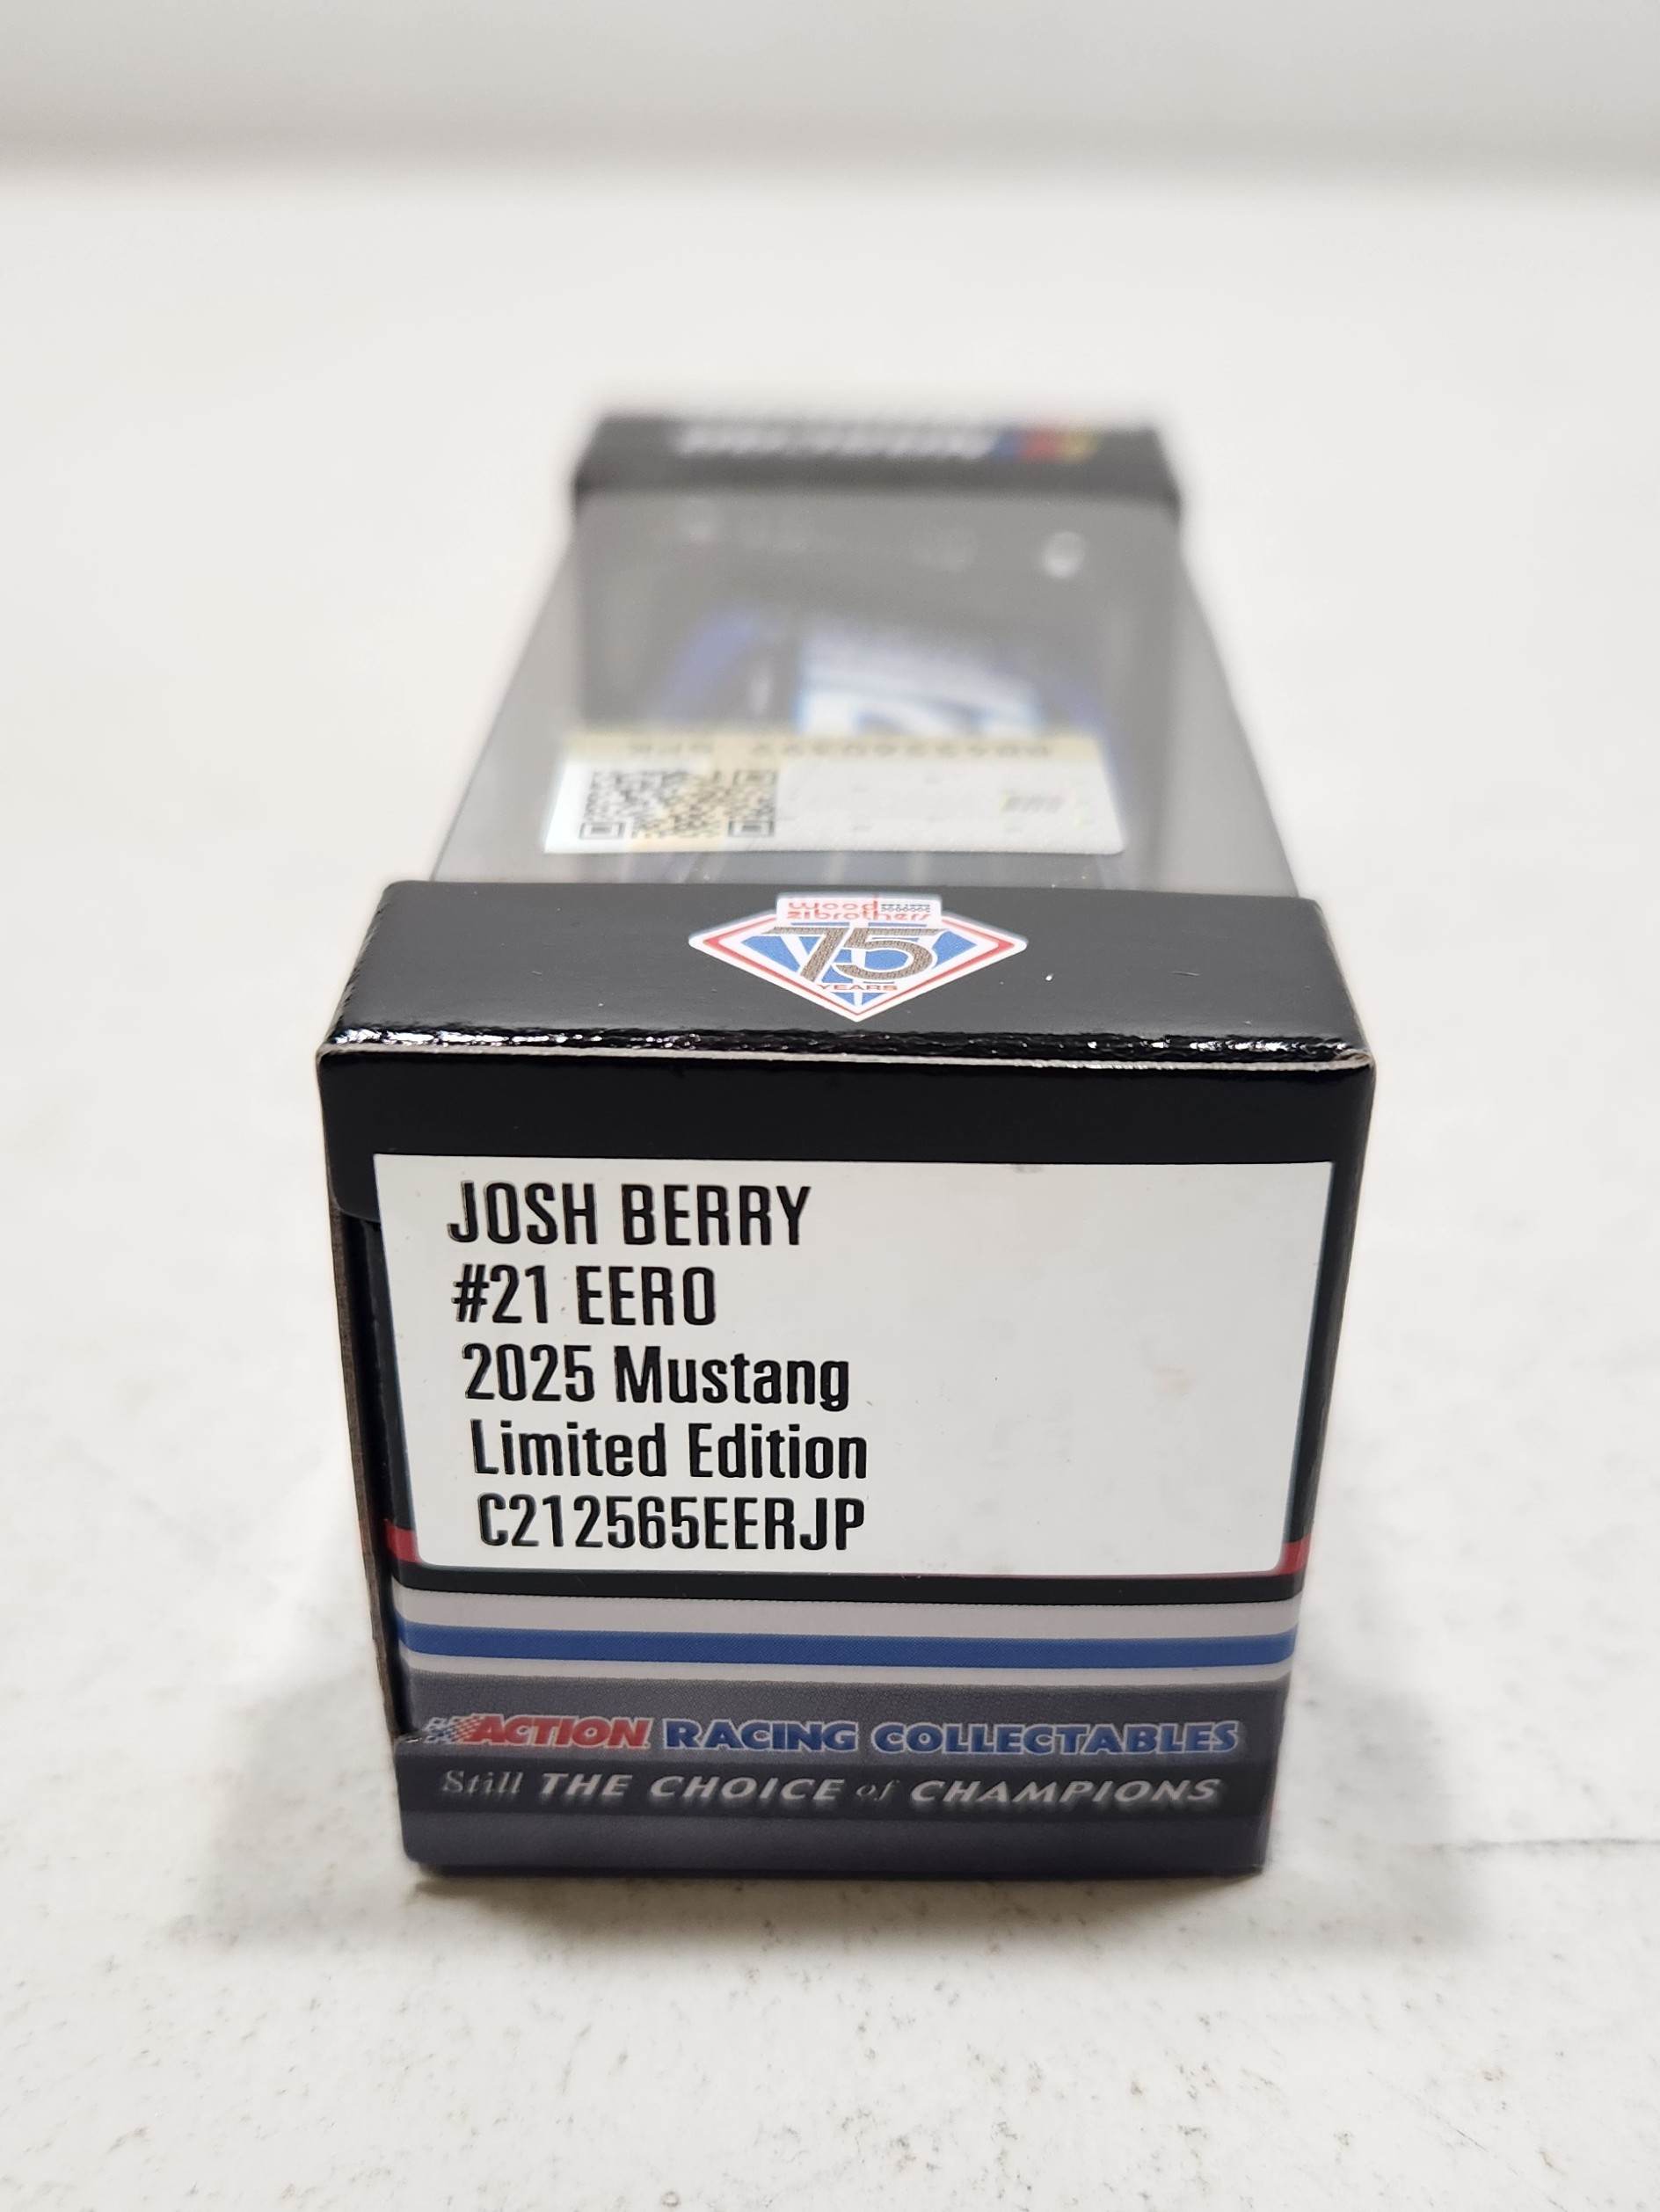 wood
21brothers
75
YEARS
JOSH BERRY
#21 EERO
2025 Mustang
Limited Edition
C212565EERJP
ACTION RACING COLLECTABLES
Still THE CHOICE of CHAMPIONS